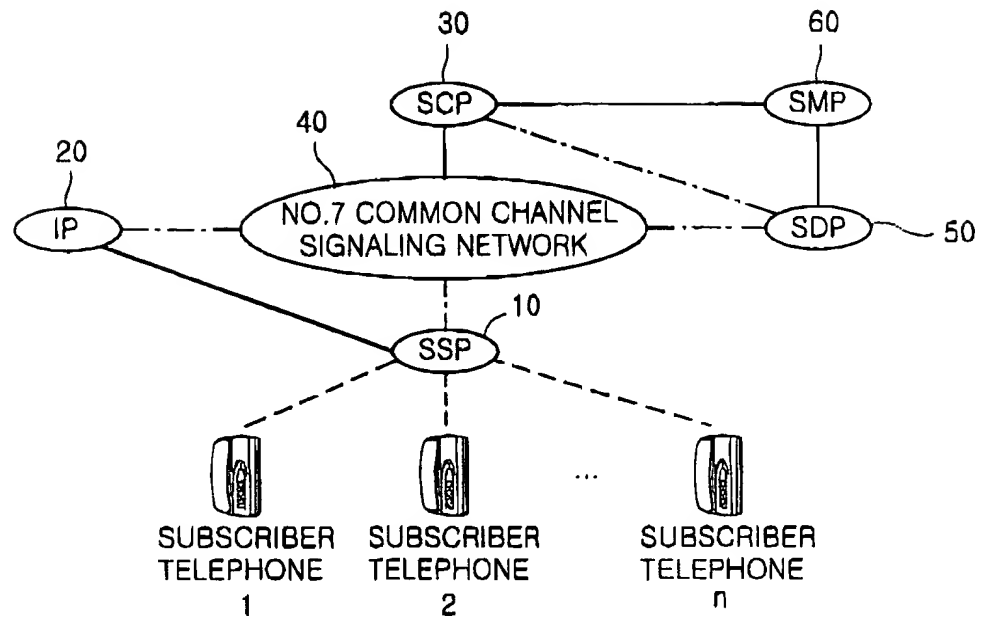 30
60
SCP
SMP
40
20
IP
NO.7 COMMON CHANNEL
SIGNALING NETWORK
SDP
50
10
SSP
...
SUBSCRIBER
TELEPHONE
1
SUBSCRIBER
TELEPHONE
2
SUBSCRIBER
TELEPHONE
n